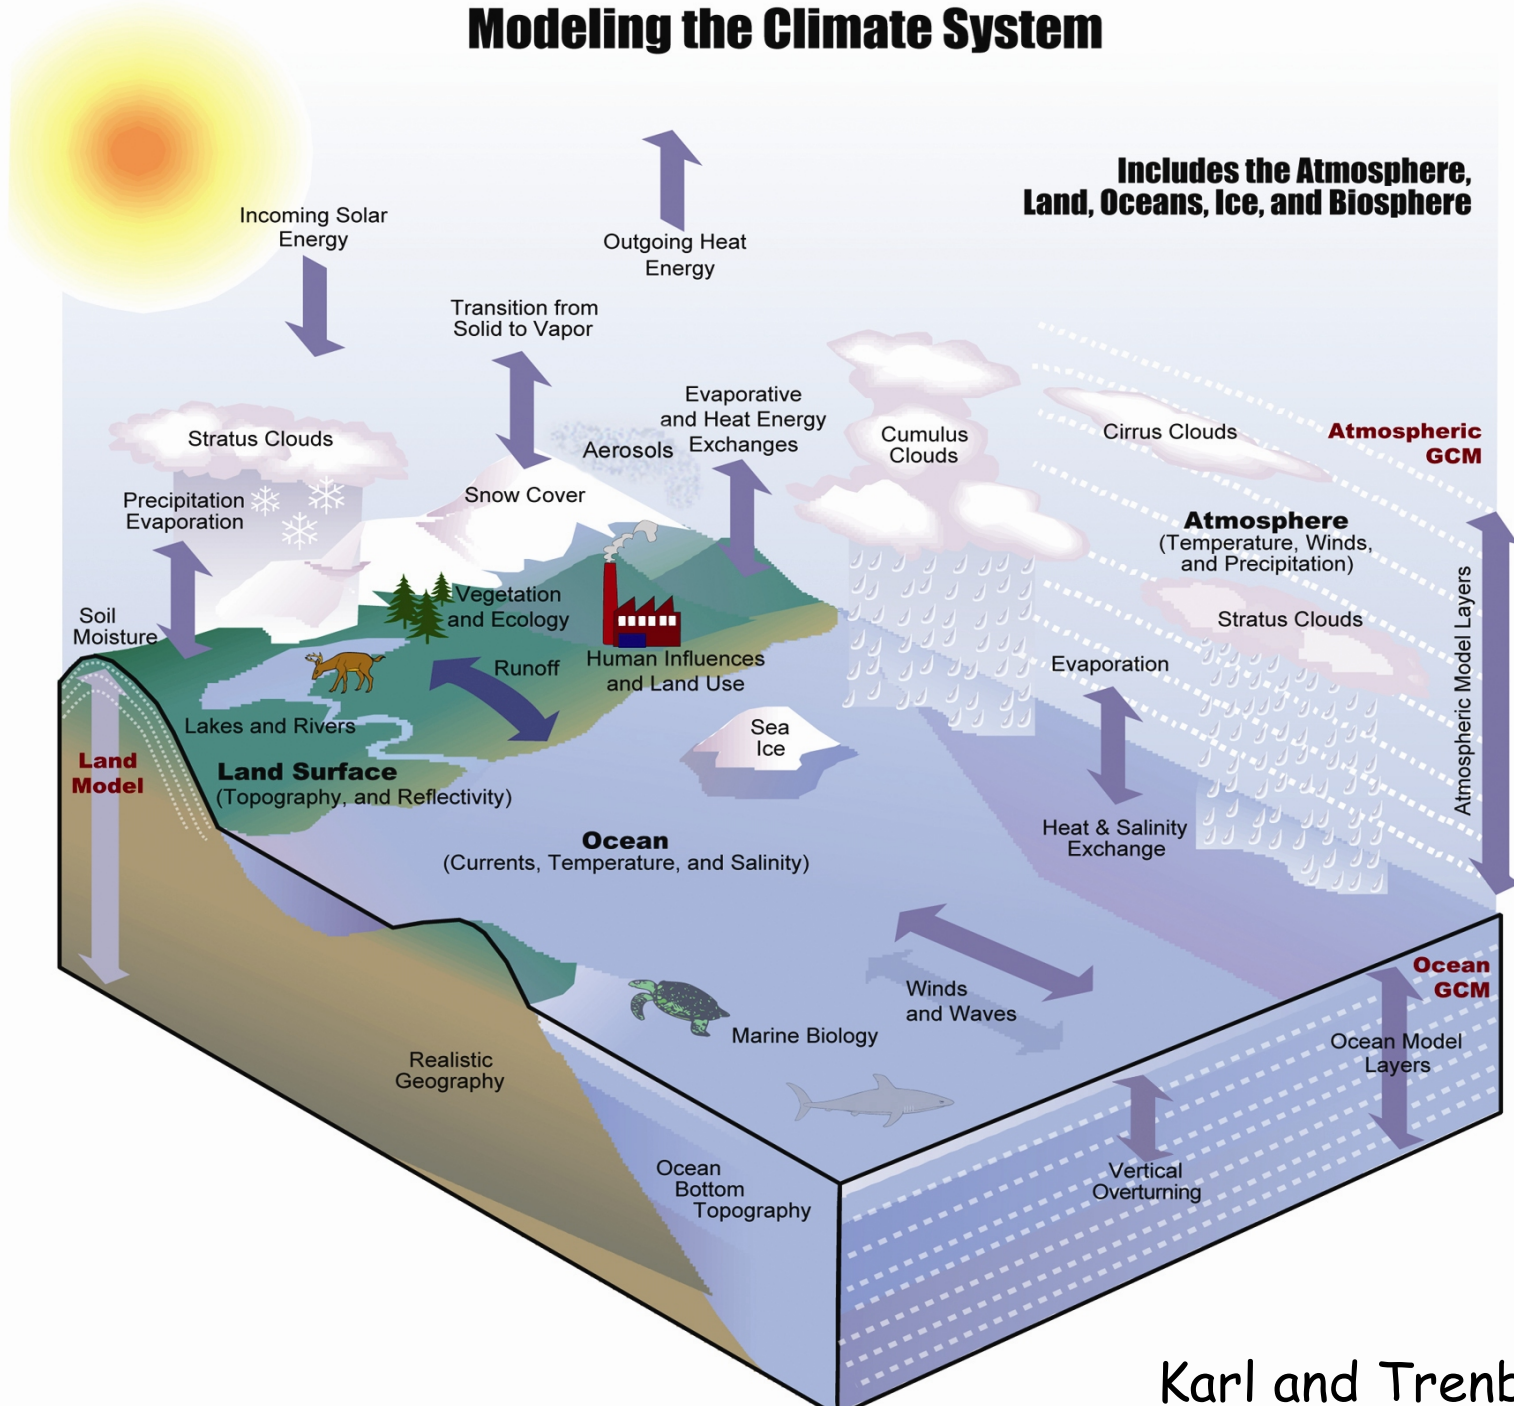 Modeling the Climate System
Includes the Atmosphere,
Land, Oceans, Ice, and Biosphere
Incoming Solar
Energy
Outgoing Heat
Energy
Transition from
Solid to Vapor
Evaporative
and Heat Energy
Exchanges
Stratus Clouds
Aerosols
Cumulus
Clouds
Cirrus Clouds
Atmospheric
GCM
Precipitation
Evaporation
Snow Cover
Atmosphere
(Temperature, Winds,
and Precipitation)
Atmospheric Model Layers
Soil
Moisture
Vegetation
and Ecology
Stratus Clouds
Runoff
Human Influences
and Land Use
Evaporation
Lakes and Rivers
Sea
Ice
Land
Model
Land Surface
(Topography, and Reflectivity)
Heat & Salinity
Exchange
Ocean
(Currents, Temperature, and Salinity)
Ocean
GCM
Winds
and Waves
Marine Biology
Ocean Model
Layers
Realistic
Geography
Ocean
Bottom
Topography
Vertical
Overturning
Karl and Trenb